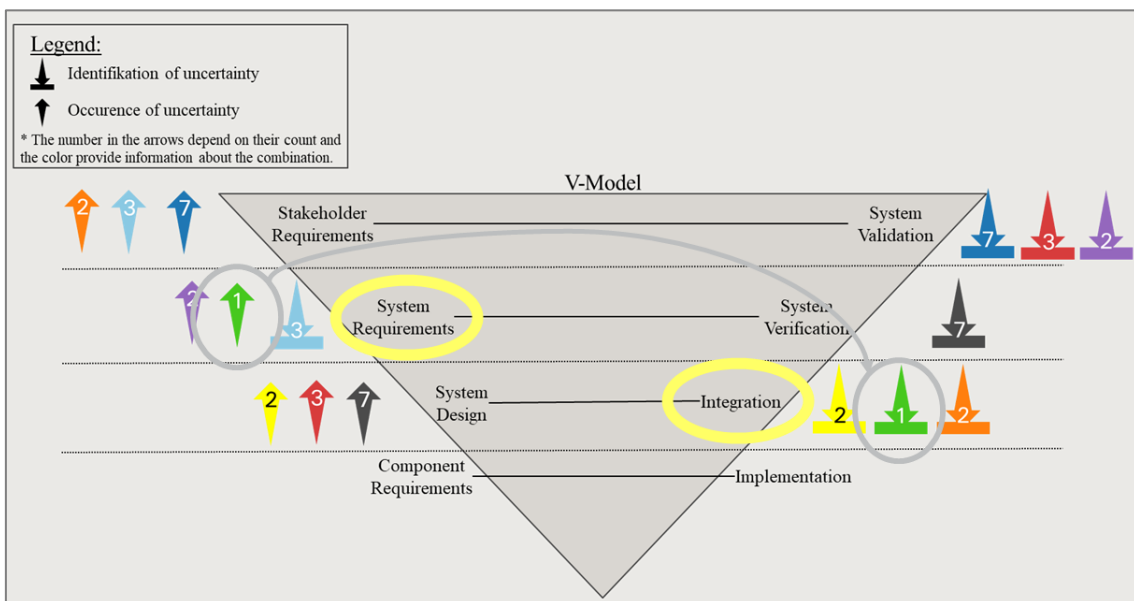 Legend:
Identifikation of uncertainty
Occurence of uncertainty
* The number in the arrows depend on their count and
the color provide information about the combination.
V-Model
2 3 7
Stakeholder
Requirements
System
Validation
7 3 2
2 1 3
System
Requirements
System
Verification
7
2 3 7
System
Design
Integration
2 1 2
Component
Requirements
Implementation